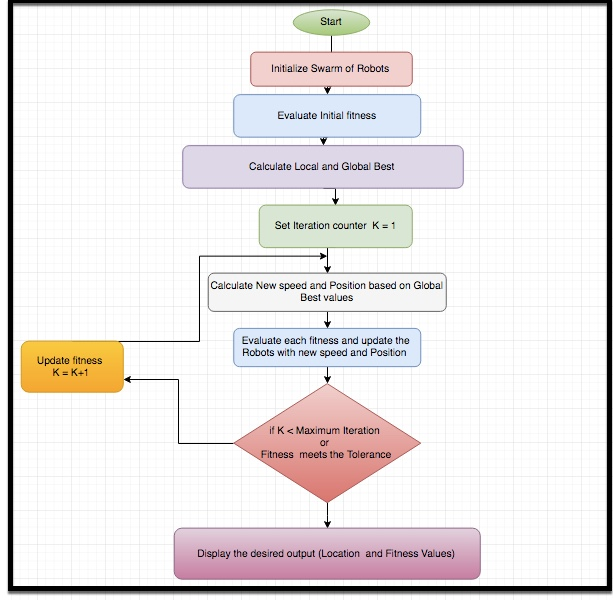 Start
Initialize Swarm of Robots
Evaluate Initial fitness
Calculate Local and Global Best
Set Iteration counter K = 1
Calculate New speed and Position based on Global
Best values
Evaluate each fitness and update the
Robots with new speed and Position
Update fitness
K = K+1
if K < Maximum Iteration
or
Fitness meets the Tolerance
Display the desired output (Location and Fitness Values)